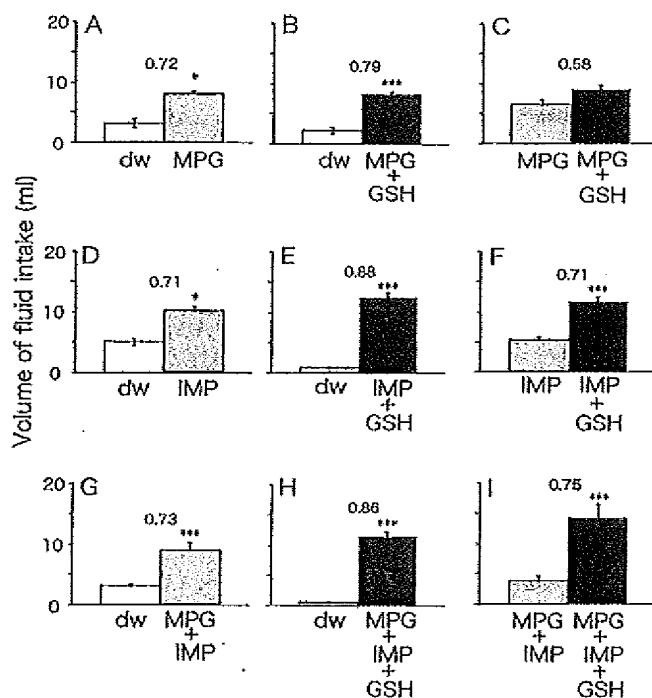 A
B
C
20
0.72
*
0.79
***
0.58
10
0
dw
MPG
dw
MPG
+
GSH
MPG
MPG
+
GSH
Volume of fluid intake (ml)
D
E
F
20
0.71
*
0.88
***
0.71
***
10
0
dw
IMP
dw
IMP
+
GSH
IMP
IMP
+
GSH
G
H
I
20
0.73
***
0.86
***
0.75
***
10
0
dw
MPG
+
IMP
dw
MPG
+
IMP
+
GSH
MPG
+
IMP
MPG
+
IMP
+
GSH